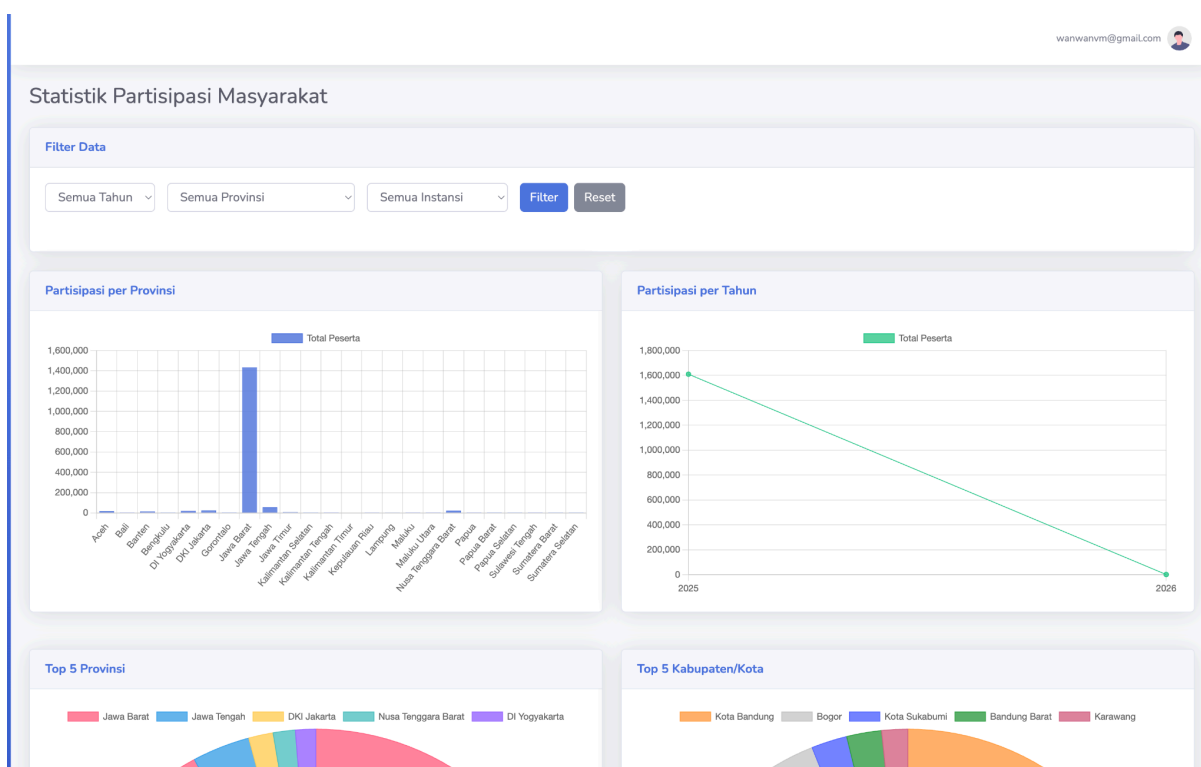 wanwanvm@gmail.com
Statistik Partisipasi Masyarakat
Filter Data
Semua Tahun
Semua Provinsi
Semua Instansi
Filter
Reset
Partisipasi per Provinsi
Total Peserta
1,600,000
1,400,000
1,200,000
1,000,000
800,000
600,000
400,000
200,000
0
Aceh
Bali
Banten
Bengkulu
DI Yogyakarta
DKI Jakarta
Gorontalo
Jawa Barat
Jawa Tengah
Jawa Timur
Kalimantan Selatan
Kalimantan Tengah
Kalimantan Timur
Kepulauan Riau
Lampung
Maluku
Maluku Utara
Nusa Tenggara Barat
Papua
Papua Barat
Papua Selatan
Sulawesi Tengah
Sumatera Barat
Sumatera Selatan
Partisipasi per Tahun
Total Peserta
1,800,000
1,600,000
1,400,000
1,200,000
1,000,000
800,000
600,000
400,000
200,000
0
2025
2026
Top 5 Provinsi
Jawa Barat
Jawa Tengah
DKI Jakarta
Nusa Tenggara Barat
DI Yogyakarta
Top 5 Kabupaten/Kota
Kota Bandung
Bogor
Kota Sukabumi
Bandung Barat
Karawang